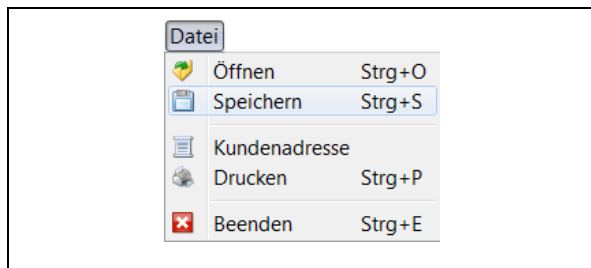 Datei
Öffnen Strg+O
Speichern Strg+S
Kundenadresse
Drucken Strg+P
Beenden Strg+E